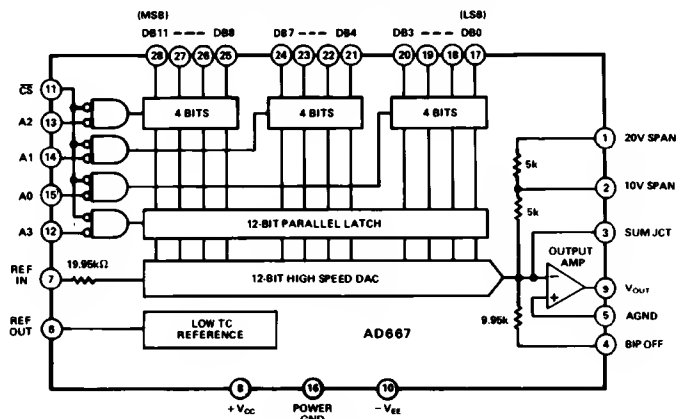 (MSB) (LSB)
DB11 DB8 DB7 DB4 DB3 DB0
28 27 26 25 24 23 22 21 20 19 18 17
CS 11
A2 13
4 BITS 4 BITS 4 BITS
A1 14
1 20V SPAN
5k
A0 15
2 10V SPAN
5k
A3 12
12-BIT PARALLEL LATCH
3 SUM JCT
OUTPUT
AMP
REF
IN
7 19.95kΩ
12-BIT HIGH SPEED DAC
- +
9 VOUT
5 AGND
REF
OUT
6
LOW TC
REFERENCE
AD667
9.95k
4 BIP OFF
8 16 10
+ VCC POWER
GND
- VEE